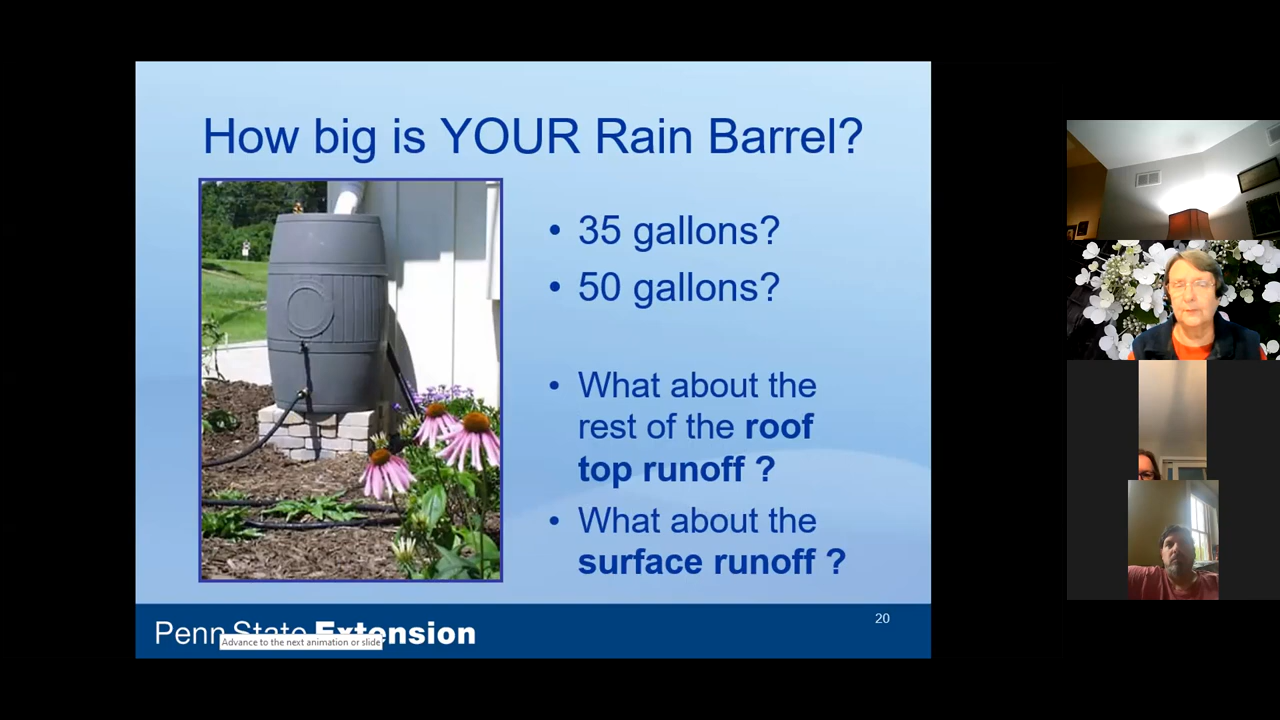 How big is YOUR Rain Barrel?
• 35 gallons?
• 50 gallons?
• What about the
rest of the roof
top runoff ?
• What about the
surface runoff ?
Penn State Extension
Advance to the next animation or slide
20